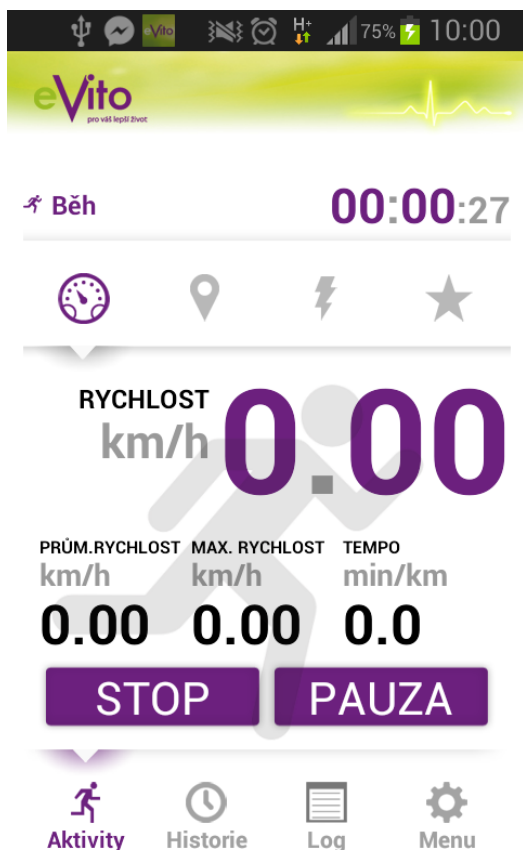 eVito H+ 75% 10:00
eVito
pro váš lepší život
Běh 00:00:27
RYCHLOST
km/h 0.00
PRŮM.RYCHLOST MAX. RYCHLOST TEMPO
km/h km/h min/km
0.00 0.00 0.0
STOP PAUZA
Aktivity Historie Log Menu